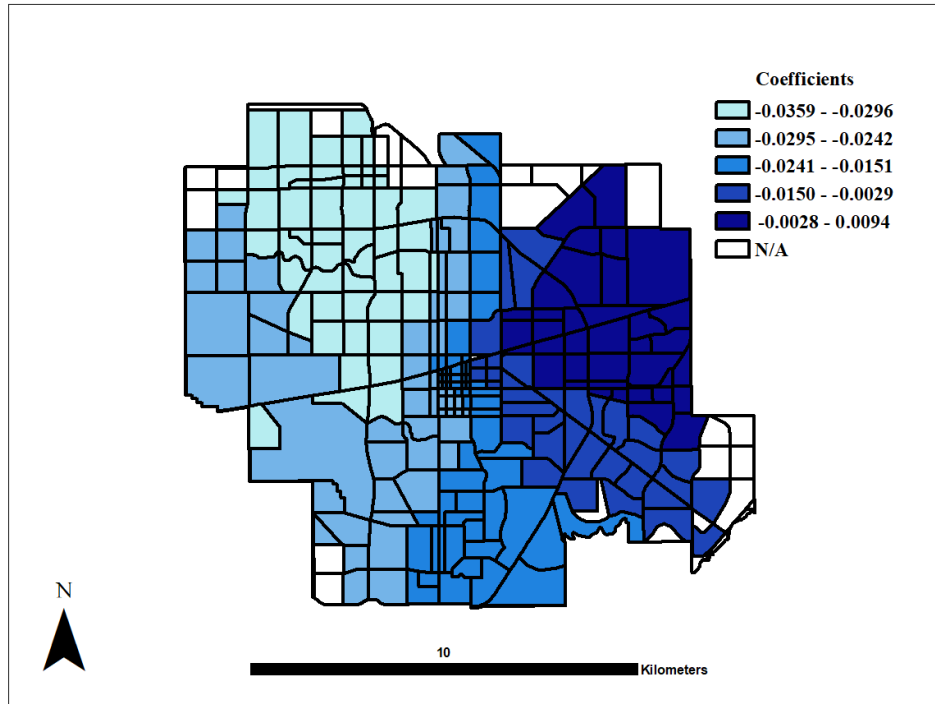 Coefficients
-0.0359 - -0.0296
-0.0295 - -0.0242
-0.0241 - -0.0151
-0.0150 - -0.0029
-0.0028 - 0.0094
N/A
N
10
Kilometers